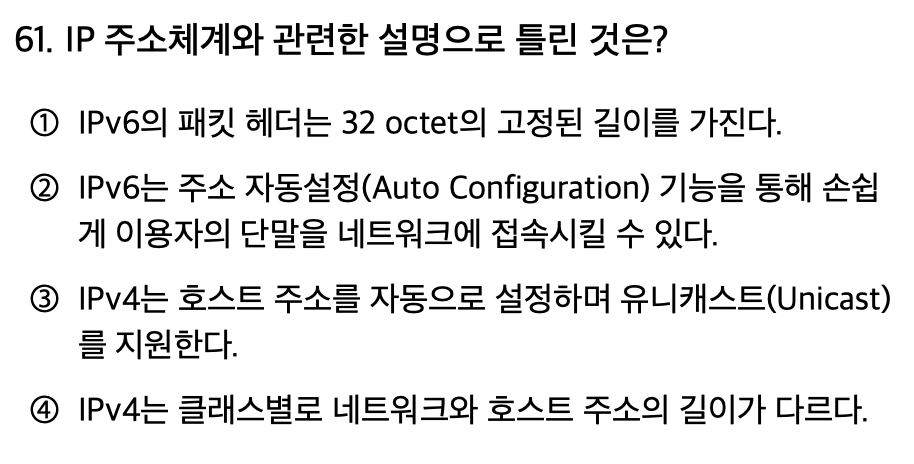 61. IP 주소체계와 관련한 설명으로 틀린 것은?
① IPv6의 패킷 헤더는 32 octet의 고정된 길이를 가진다.
② IPv6는 주소 자동설정(Auto Configuration) 기능을 통해 손쉽
게 이용자의 단말을 네트워크에 접속시킬 수 있다.
③ IPv4는 호스트 주소를 자동으로 설정하며 유니캐스트(Unicast)
를 지원한다.
④ IPv4는 클래스별로 네트워크와 호스트 주소의 길이가 다르다.